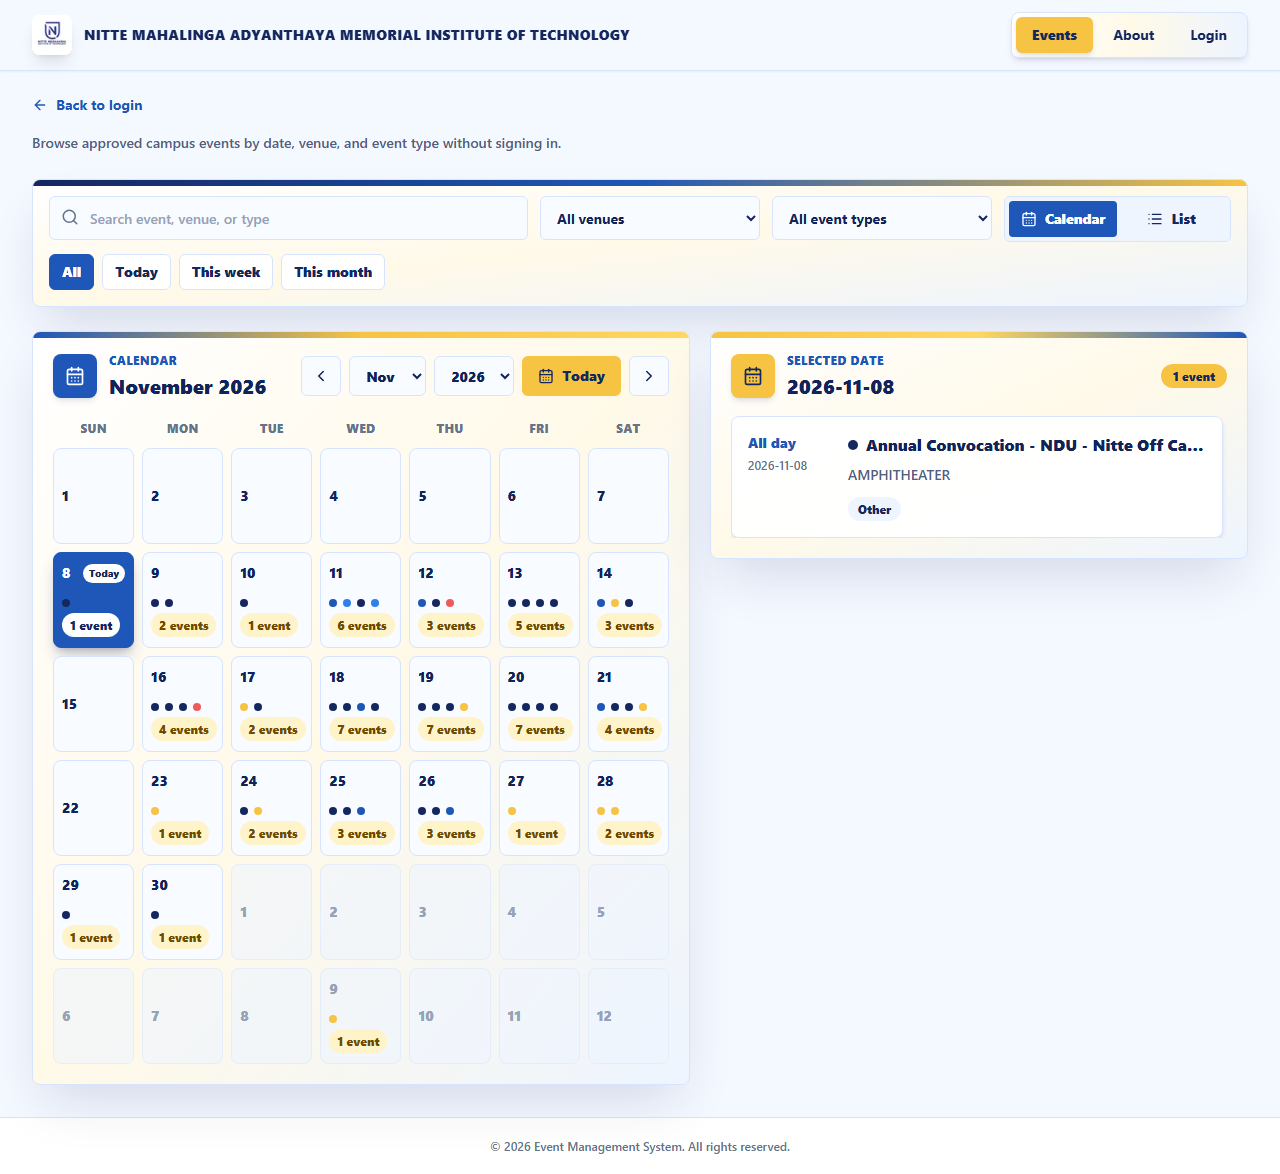 NITTE MAHALINGA ADYANTHAYA MEMORIAL INSTITUTE OF TECHNOLOGY
Events About Login
Back to login
Browse approved campus events by date, venue, and event type without signing in.
Search event, venue, or type All venues All event types Calendar List
All Today This week This month
CALENDAR
November 2026 Nov 2026 Today
SUN MON TUE WED THU FRI SAT
1 2 3 4 5 6 7
8 Today 9 10 11 12 13 14
1 event 2 events 1 event 6 events 3 events 5 events 3 events
15 16 17 18 19 20 21
4 events 2 events 7 events 7 events 7 events 4 events
22 23 24 25 26 27 28
1 event 2 events 3 events 3 events 1 event 2 events
29 30 1 2 3 4 5
1 event 1 event
6 7 8 9 10 11 12
1 event
SELECTED DATE
2026-11-08 1 event
All day Annual Convocation - NDU - Nitte Off Ca...
2026-11-08 AMPHITHEATER
Other
© 2026 Event Management System. All rights reserved.